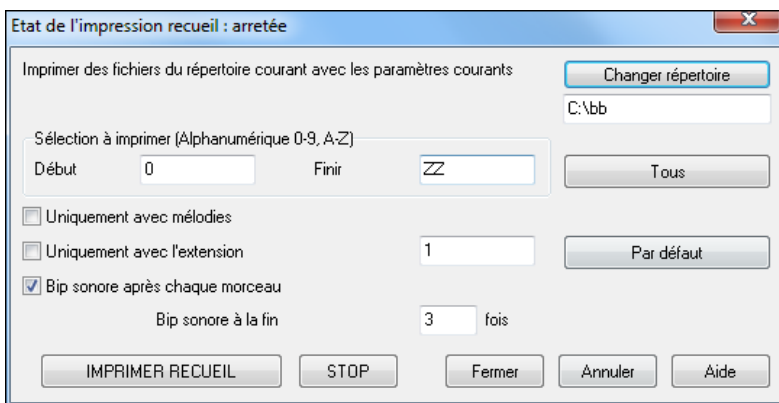 Etat de l'impression recueil : arretée
Imprimer des fichiers du répertoire courant avec les paramètres courants
Changer répertoire
C:\bb
Sélection à imprimer (Alphanumérique 0-9, A-Z)
Début 0 Finir ZZ
Tous
Uniquement avec mélodies
Uniquement avec l'extension 1
Par défaut
Bip sonore après chaque morceau
Bip sonore à la fin 3 fois
IMPRIMER RECUEIL STOP Fermer Annuler Aide